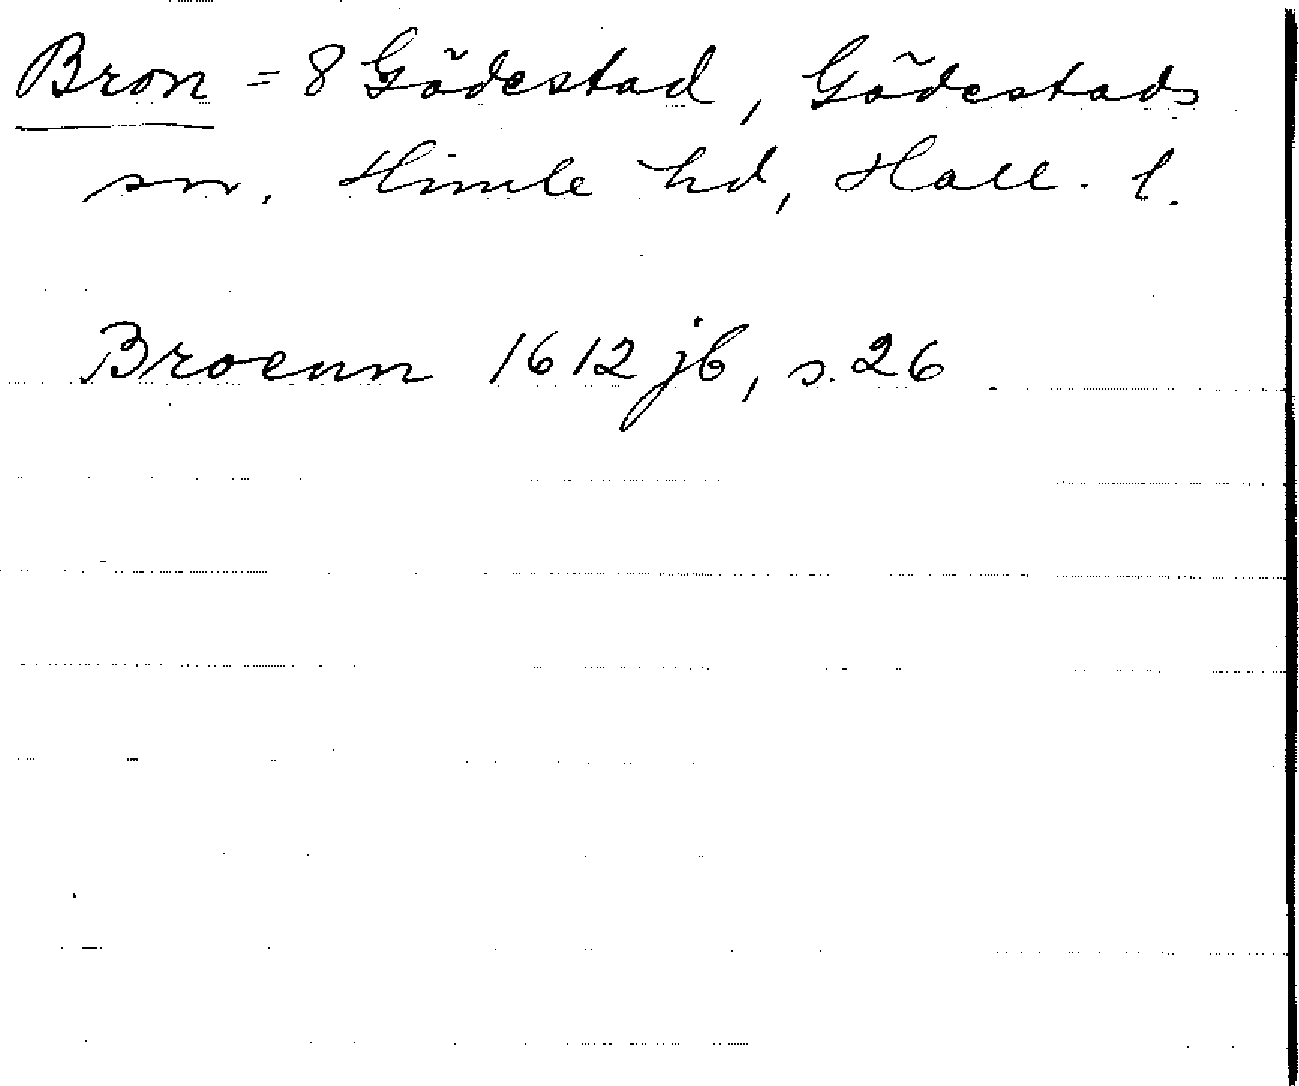 Bron = 8 Gödestad, Gödestads
sn. Himle hd, Hall. l.
Broenn 1612 jb, s. 26